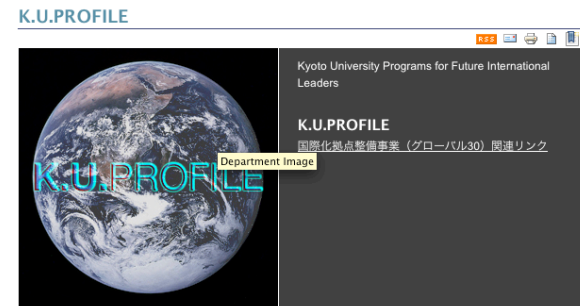 K.U.PROFILE
RSS
K.U.PROFILE
Department Image
Kyoto University Programs for Future International
Leaders
K.U.PROFILE
国際化拠点整備事業（グローバル30）関連リンク